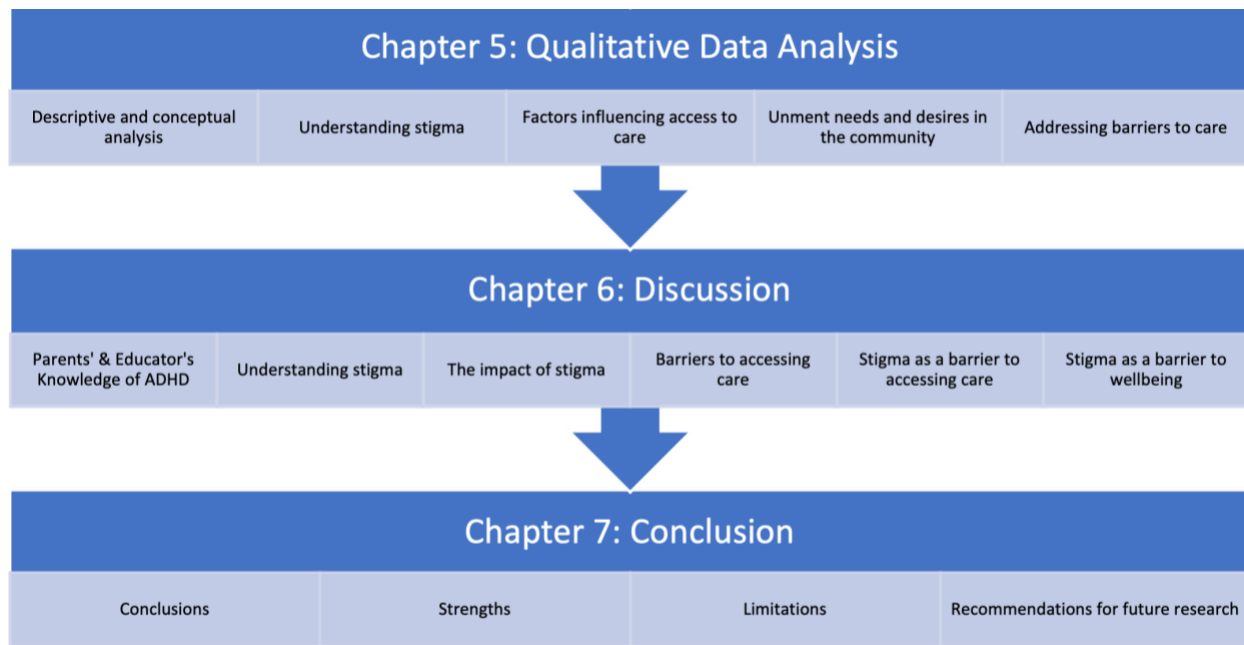 Chapter 5: Qualitative Data Analysis
Descriptive and conceptual
analysis
Understanding stigma
Factors influencing access to
care
Unment needs and desires in
the community
Addressing barriers to care
Chapter 6: Discussion
Parents' & Educator's
Knowledge of ADHD
Understanding stigma
The impact of stigma
Barriers to accessing
care
Stigma as a barrier to
accessing care
Stigma as a barrier to
wellbeing
Chapter 7: Conclusion
Conclusions
Strengths
Limitations
Recommendations for future research